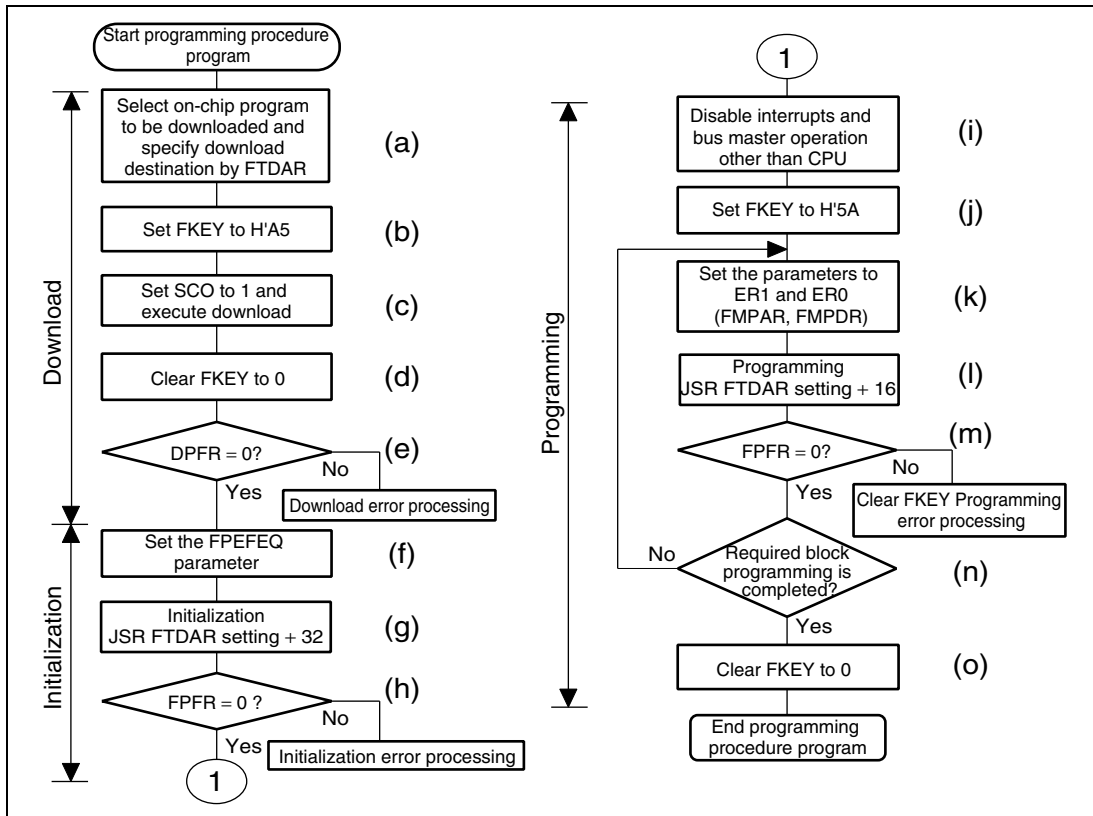 Start programming procedure
program
Download
Select on-chip program
to be downloaded and
specify download
destination by FTDAR
(a)
Set FKEY to H'A5
(b)
Set SCO to 1 and
execute download
(c)
Clear FKEY to 0
(d)
DPFR = 0?
(e)
No
Yes
Download error processing
Initialization
Set the FPEFEQ
parameter
(f)
Initialization
JSR FTDAR setting + 32
(g)
FPFR = 0 ?
(h)
No
Yes
Initialization error processing
1
1
Programming
Disable interrupts and
bus master operation
other than CPU
(i)
Set FKEY to H'5A
(j)
Set the parameters to
ER1 and ER0
(FMPAR, FMPDR)
(k)
Programming
JSR FTDAR setting + 16
(l)
FPFR = 0?
(m)
No
Yes
Clear FKEY Programming
error processing
No
Required block
programming is
completed?
(n)
Yes
Clear FKEY to 0
(o)
End programming
procedure program